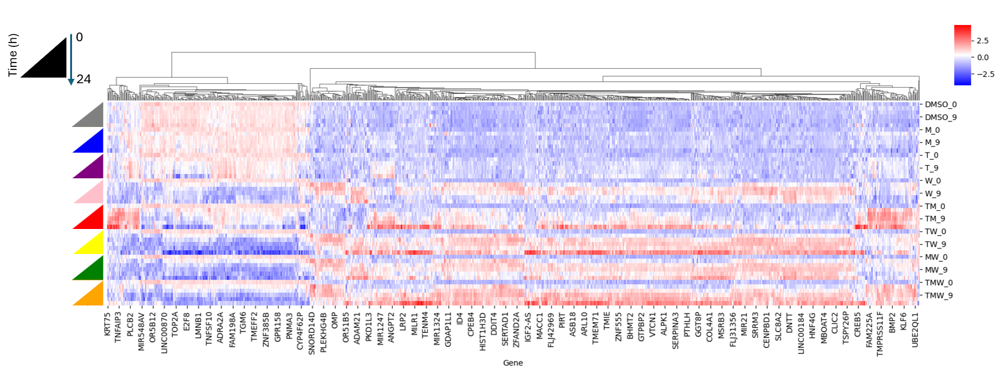 Time (h)
0
24
2.5
0.0
−2.5
DMSO_0
DMSO_9
M_0
M_9
T_0
T_9
W_0
W_9
TM_0
TM_9
TW_0
TW_9
MW_0
MW_9
TMW_0
TMW_9
KRT75
TNFAIP3
PLCB2
MIR548AV
OR5B12
LINC00870
TOP2A
E2F8
LMNB1
TNFSF10
ADRA2A
FAM198A
TGM6
TMEFF2
ZNF385B
GPR158
PNMA3
CYP4F62P
SNORD14D
PLEKHG4B
OMP
OR51B5
ADAM21
PKD1L3
MIR1247
ANGPT2
LRP2
MILR1
TENM4
MIR1324
GDAP1L1
ID4
CPEB4
HIST1H3D
DDIT4
SERTAD1
ZFAND2A
IGF2-AS
MACC1
FLJ42969
PIRT
ASB18
ARL10
TMEM71
TMIE
ZNF555
BHMT2
GTPBP2
VTCN1
ALPK1
SERPINA3
PTHLH
GGT8P
COL4A1
MSRB3
FLJ31356
MIR21
SRRM3
CENPBD1
SLC8A2
DNTT
LINC00184
HNF4G
MBOAT4
CLIC2
TSPY26P
CREB5
FAM225A
TMPRSS11F
BMP2
KLF6
UBE2QL1
Gene